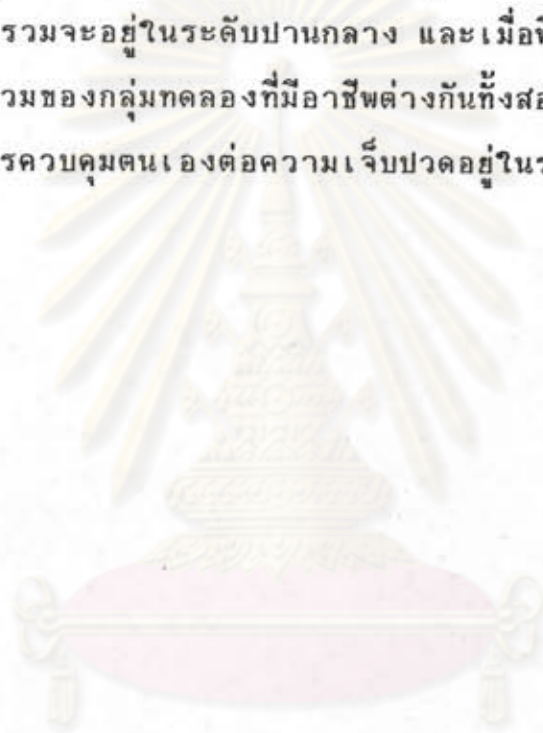 รวมจะอยู่ในระดับปานกลาง และเมื่อ
วมของกลุ่มทดลองที่มีอาชีพต่างกันทั้งส
รควบคุมตนเองต่อความเจ็บปวดอยู่ใน